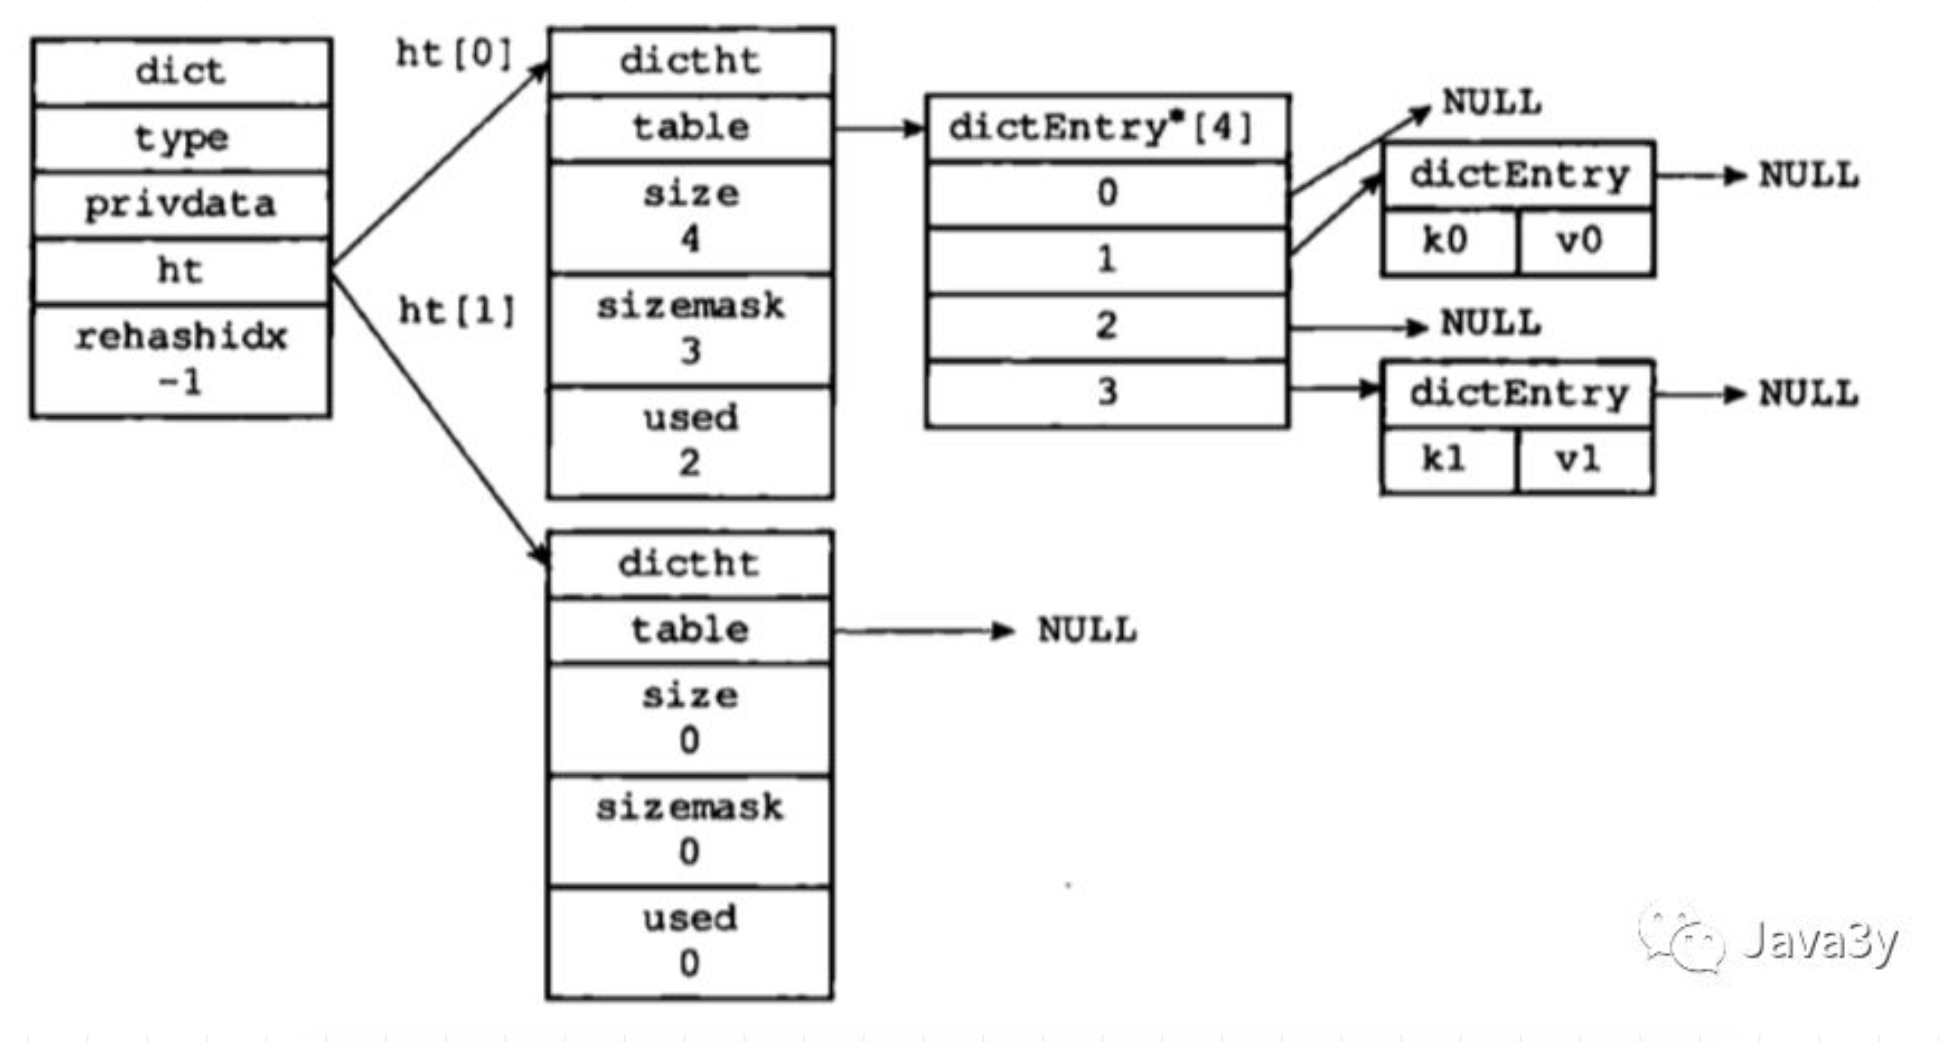 dict
type
privdata
ht
rehashidx
-1
ht[0]
ht[1]
dictht
table
size
4
sizemask
3
used
2
dictEntry*[4]
0
1
2
3
NULL
dictEntry
k0 v0
NULL
NULL
dictEntry
k1 v1
NULL
dictht
table
size
0
sizemask
0
used
0
NULL
Java3y